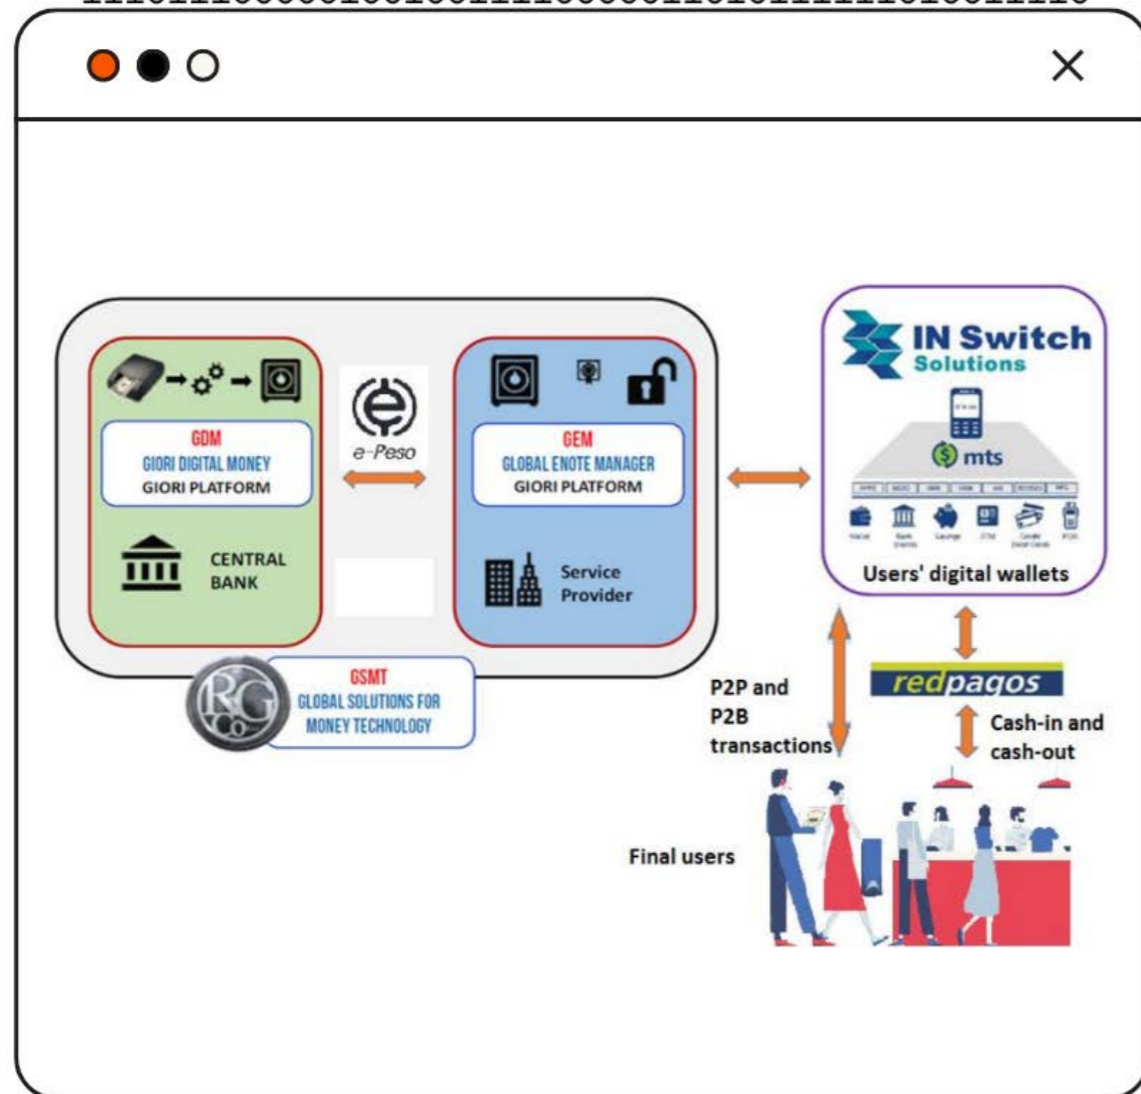 IN Switch
Solutions
GDM
GIORI DIGITAL MONEY
GIORI PLATFORM
e-Peso
GEM
GLOBAL ENOTE MANAGER
GIORI PLATFORM
mts
CENTRAL
BANK
Service
Provider
Users' digital wallets
GSMT
GLOBAL SOLUTIONS FOR
MONEY TECHNOLOGY
RG
Co
P2P and
P2B
transactions
redpagos
Cash-in and
cash-out
Final users